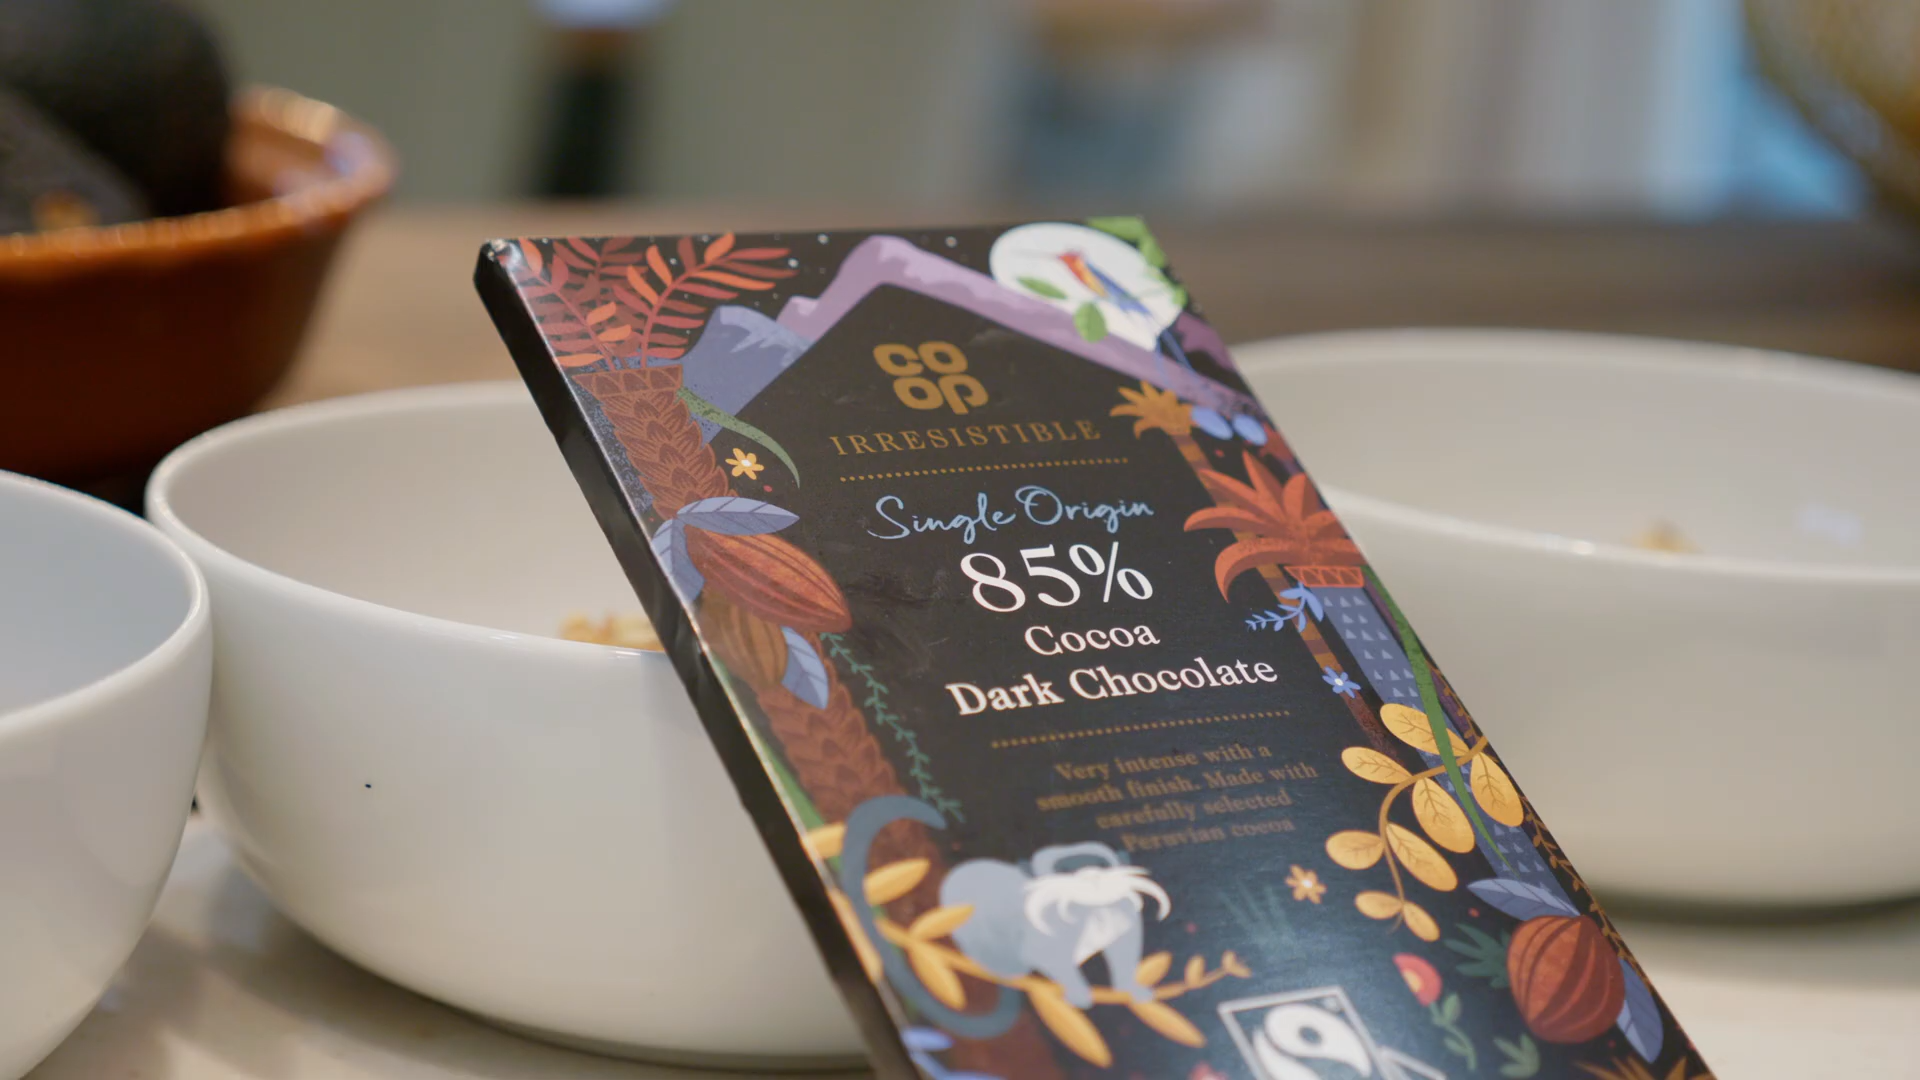 co
op
IRRESISTIBLE
Single Origin
85%
Cocoa
Dark Chocolate
Very intense with a
smooth finish. Made with
carefully selected
Peruvian cocoa